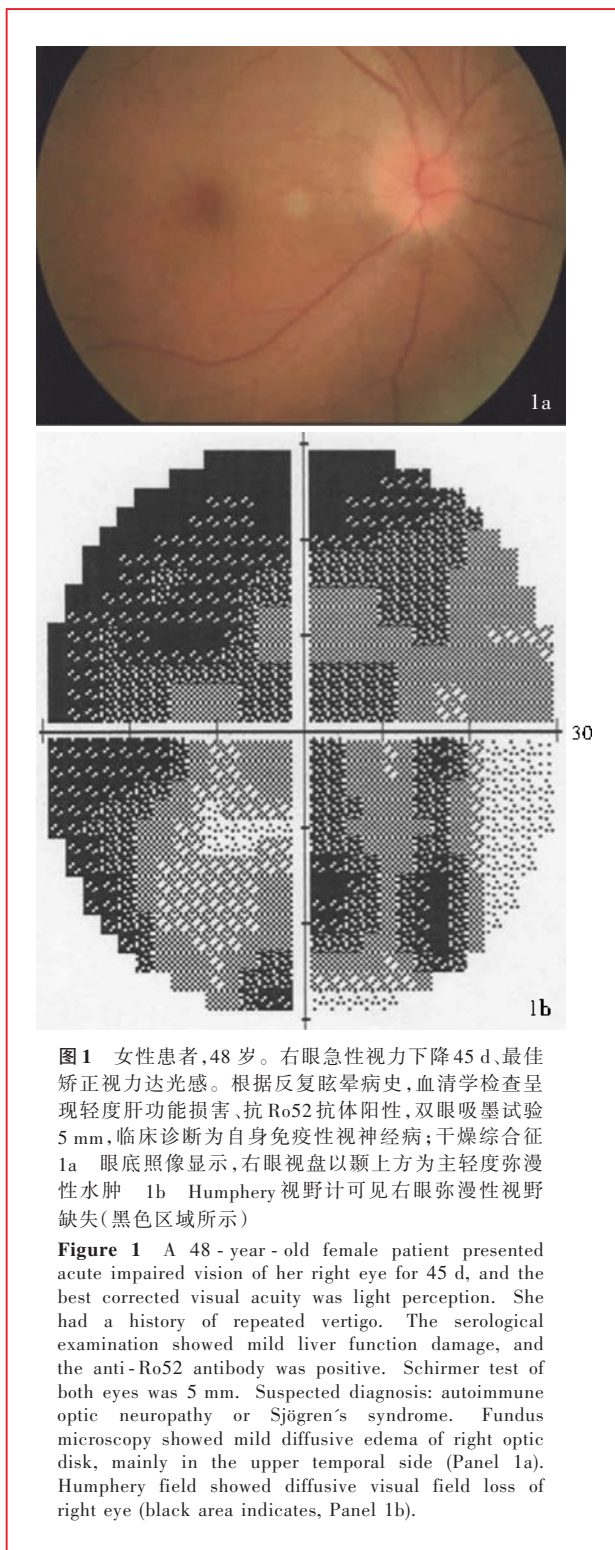 1a
30
1b
图1 女性患者,48 岁。右眼急性视力下降 45 d、最佳
矫正视力达光感。根据反复眩晕病史,血清学检查呈
现轻度肝功能损害、抗 Ro52 抗体阳性,双眼吸墨试验
5 mm,临床诊断为自身免疫性视神经病;干燥综合征
1a 眼底照像显示,右眼视盘以颞上方为主轻度弥漫
性水肿 1b Humphery 视野计可见右眼弥漫性视野
缺失(黑色区域所示)
Figure 1 A 48 - year - old female patient presented
acute impaired vision of her right eye for 45 d, and the
best corrected visual acuity was light perception. She
had a history of repeated vertigo. The serological
examination showed mild liver function damage, and
the anti - Ro52 antibody was positive. Schirmer test of
both eyes was 5 mm. Suspected diagnosis: autoimmune
optic neuropathy or Sjögren´s syndrome. Fundus
microscopy showed mild diffusive edema of right optic
disk, mainly in the upper temporal side (Panel 1a).
Humphery field showed diffusive visual field loss of
right eye (black area indicates, Panel 1b).